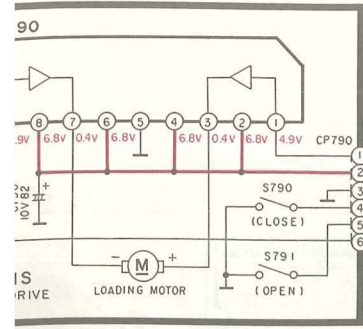 90
8 7 6 5 4 3 2 1
.9V 6.8V 0.4V 6.8V 6.8V 0.4V 6.8V 4.9V CP790
1
2
3
4
5
6
+
10V82
S790
(CLOSE)
S791
(OPEN)
- M +
LOADING MOTOR
IS
DRIVE